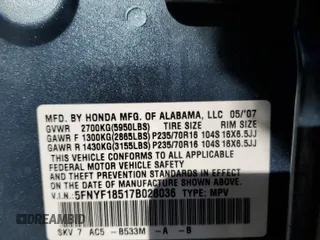 MFD. BY HONDA MFG. OF ALABAMA, LLC 05/'07
GVWR 2700KG(5950LBS) TIRE SIZE RIM SIZE
GAWR F 1300KG(2865LBS) P235/70R16 104S 16X6.5JJ
GAWR R 1430KG(3155LBS) P235/70R16 104S 16X6.5JJ
THIS VEHICLE CONFORMS TO ALL APPLICABLE
FEDERAL MOTOR VEHICLE SAFETY AND
THEFT PREVENTION STANDARDS IN EFFECT ON THE
DATE OF MANUFACTURE SHOWN ABOVE.
V.I.N.: 5FNYF18517B028036 TYPE: MPV
SKV 7 AC5 -B533M -A -B